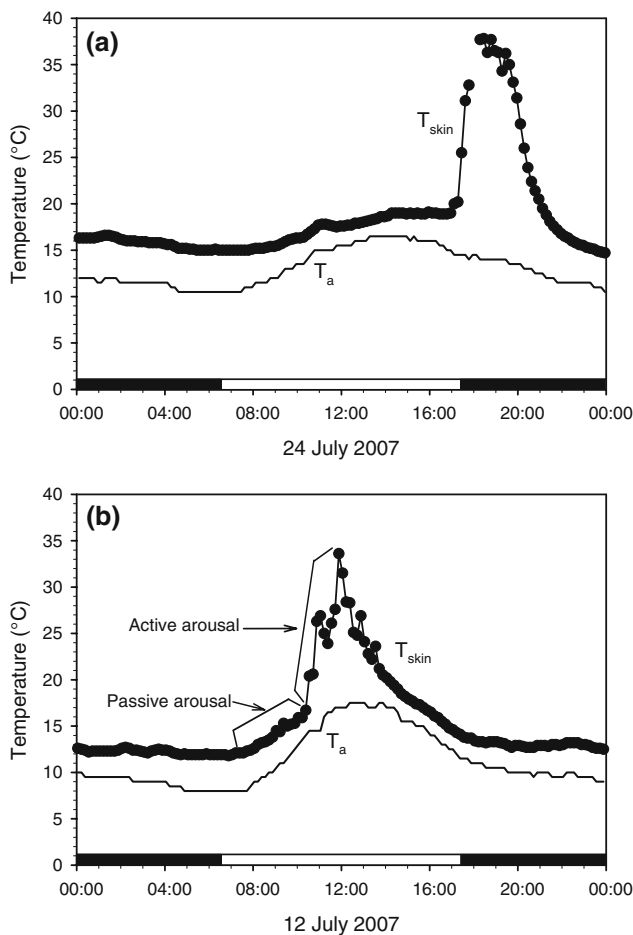 (a)
40
35
30
25
20
15
10
5
0
Temperature (°C)
T_skin
T_a
00:00 04:00 08:00 12:00 16:00 20:00 00:00
24 July 2007
(b)
40
35
30
25
20
15
10
5
0
Temperature (°C)
Active arousal
Passive arousal
T_skin
T_a
00:00 04:00 08:00 12:00 16:00 20:00 00:00
12 July 2007